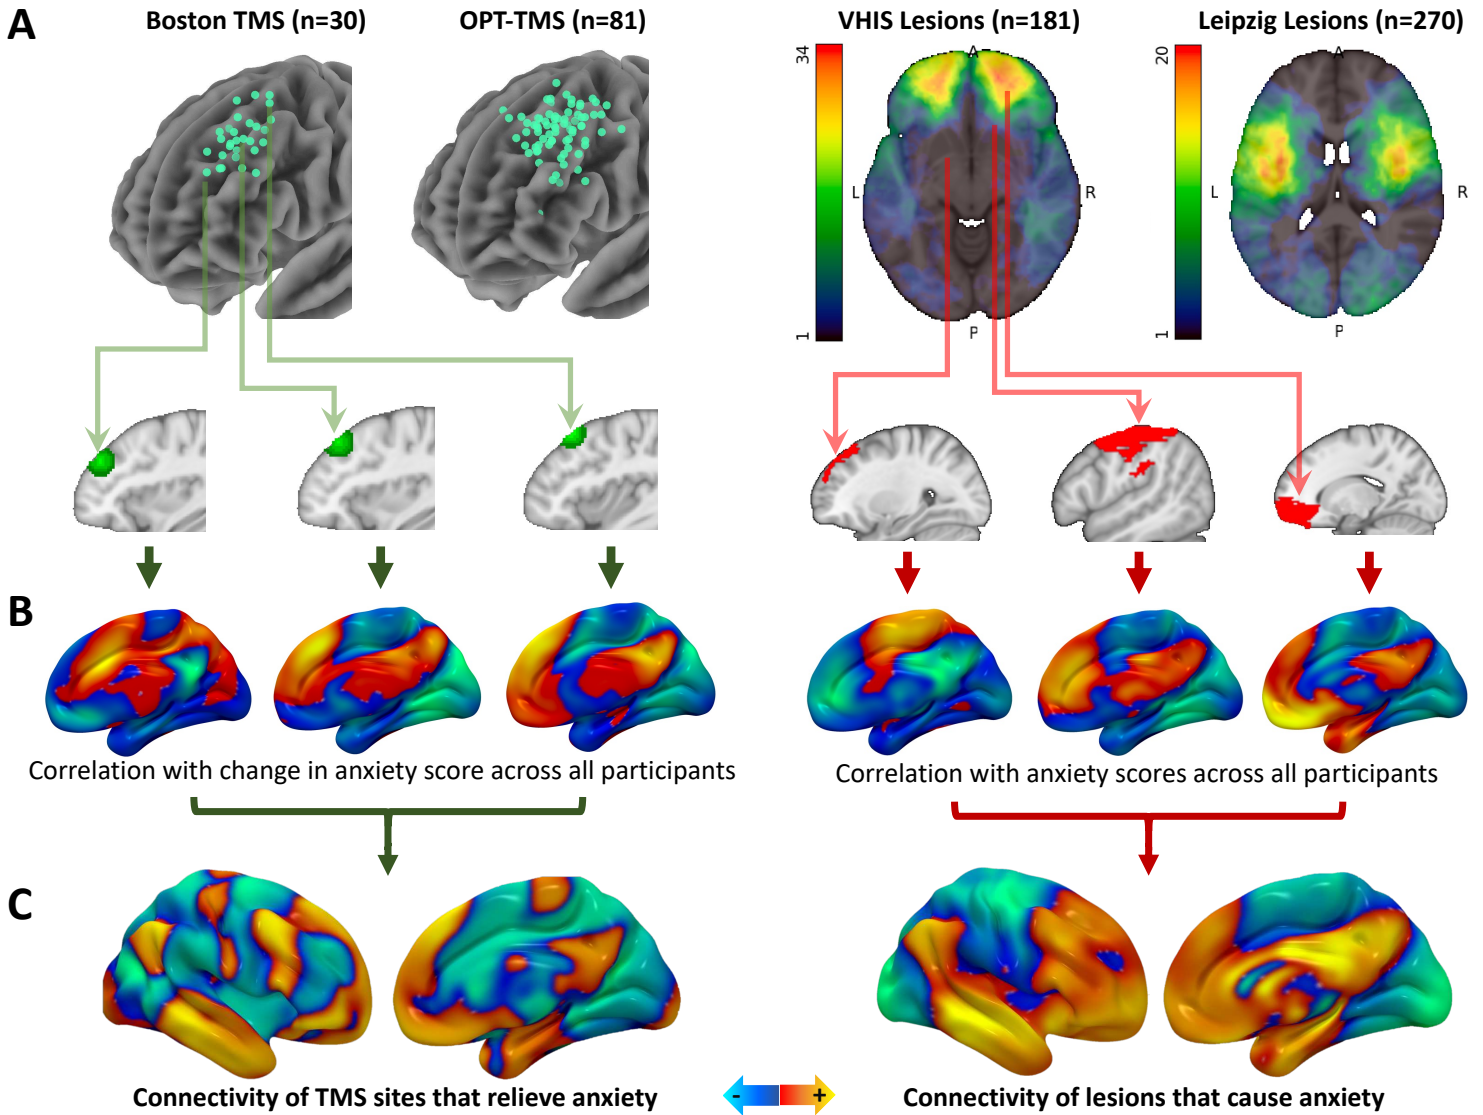 A
Boston TMS (n=30)
OPT-TMS (n=81)
VHIS Lesions (n=181)
Leipzig Lesions (n=270)
34
1
A
L
R
P
20
1
A
L
R
P
B
Correlation with change in anxiety score across all participants
Correlation with anxiety scores across all participants
C
Connectivity of TMS sites that relieve anxiety
- +
Connectivity of lesions that cause anxiety